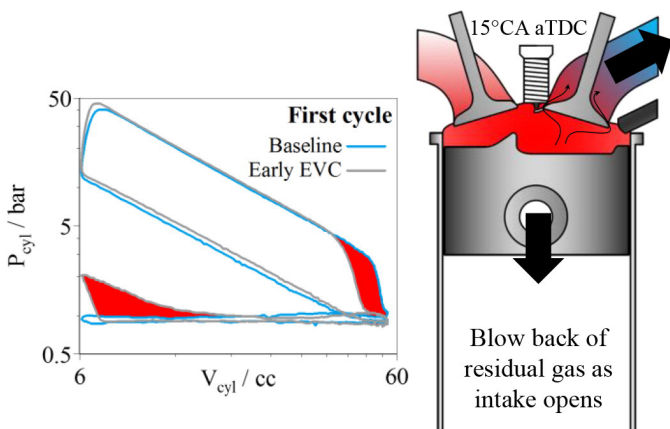 First cycle
Baseline
Early EVC
50
5
0.5
P_cyl / bar
6
V_cyl / cc
60
15°CA aTDC
Blow back of
residual gas as
intake opens